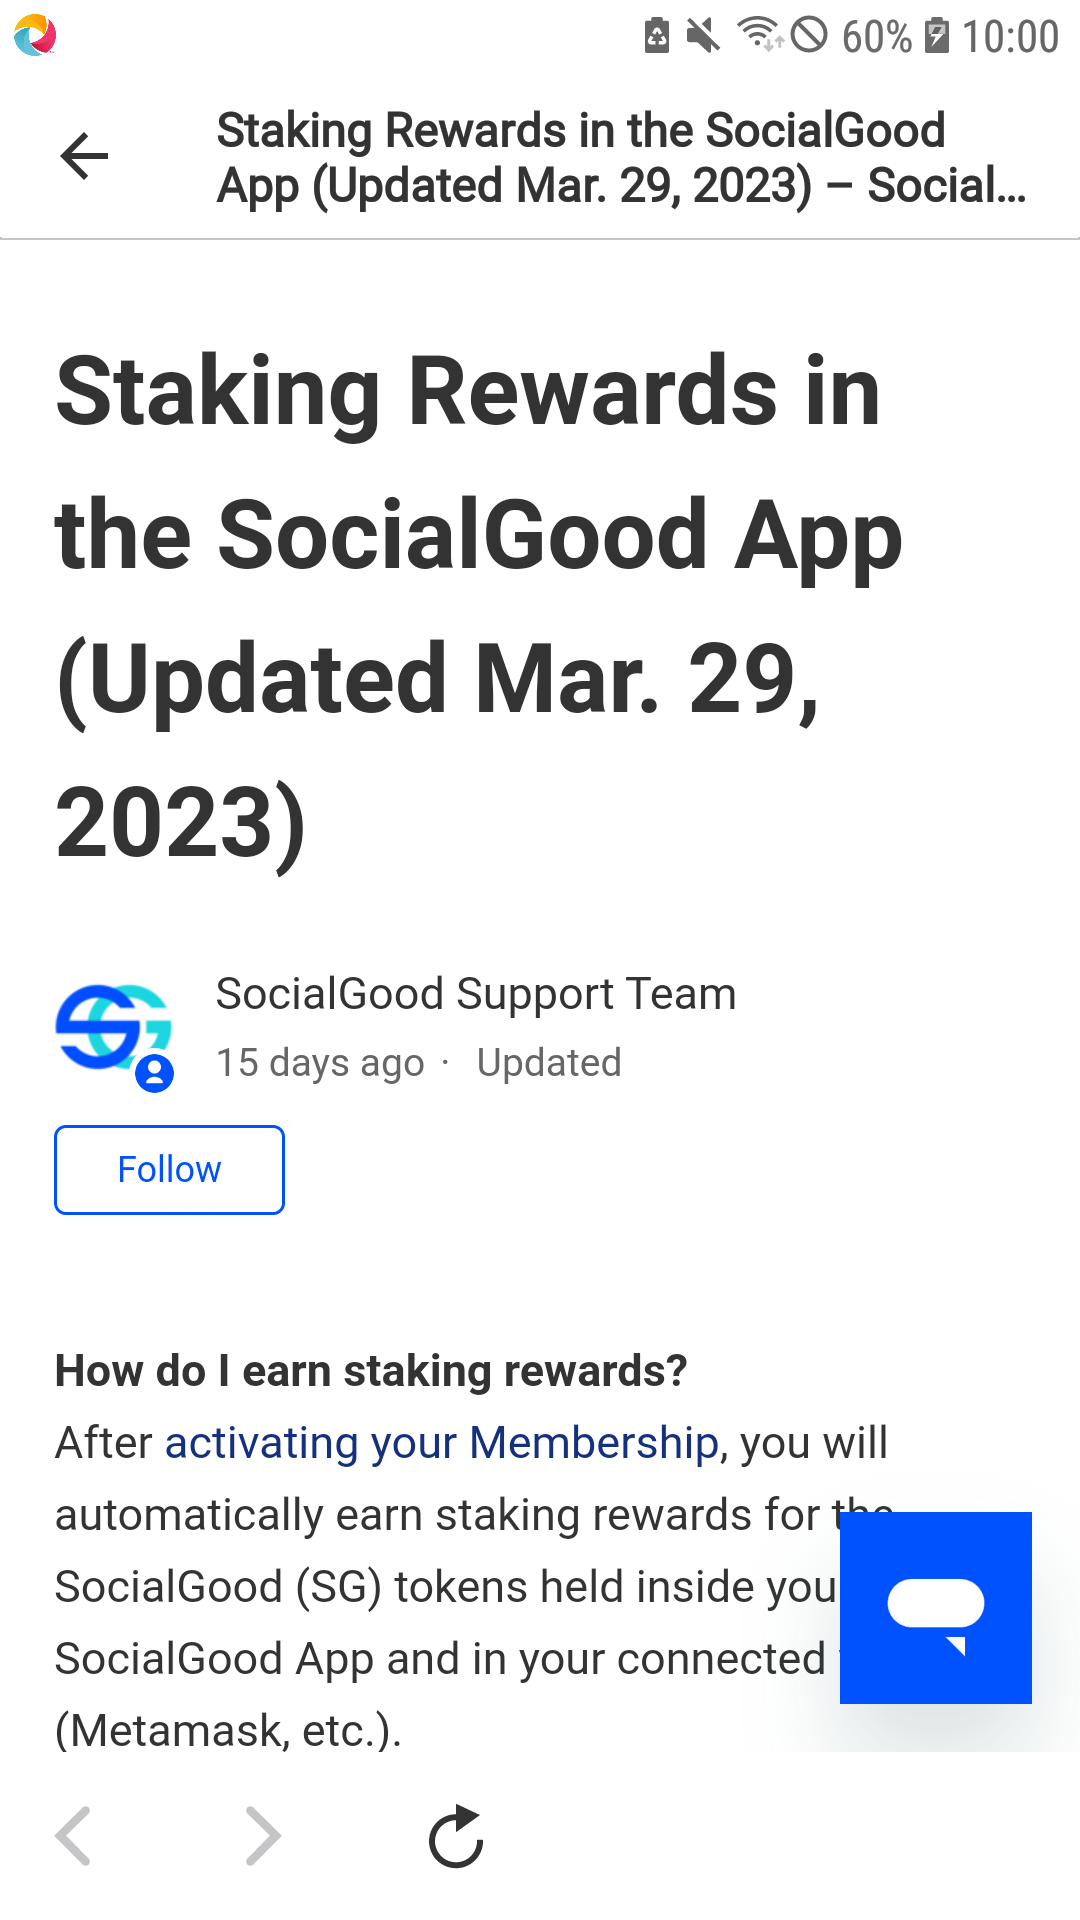 60% 10:00
Staking Rewards in the SocialGood
App (Updated Mar. 29, 2023) – Social...
Staking Rewards in
the SocialGood App
(Updated Mar. 29,
2023)
SocialGood Support Team
15 days ago · Updated
Follow
How do I earn staking rewards?
After activating your Membership, you will
automatically earn staking rewards for the
SocialGood (SG) tokens held inside you
SocialGood App and in your connected
(Metamask, etc.).